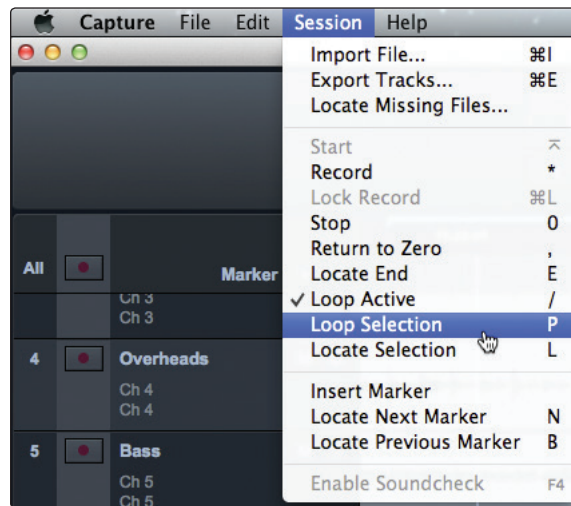 Capture File Edit Session Help
Import File... ⌘I
Export Tracks... ⌘E
Locate Missing Files...
Start ⌅
Record *
Lock Record ⌘L
Stop 0
Return to Zero ,
Locate End E
✓ Loop Active /
Loop Selection P
Locate Selection L
Insert Marker
Locate Next Marker N
Locate Previous Marker B
Enable Soundcheck F4
All Marker
Ch 3
Ch 3
4 Overheads
Ch 4
Ch 4
5 Bass
Ch 5
Ch 5